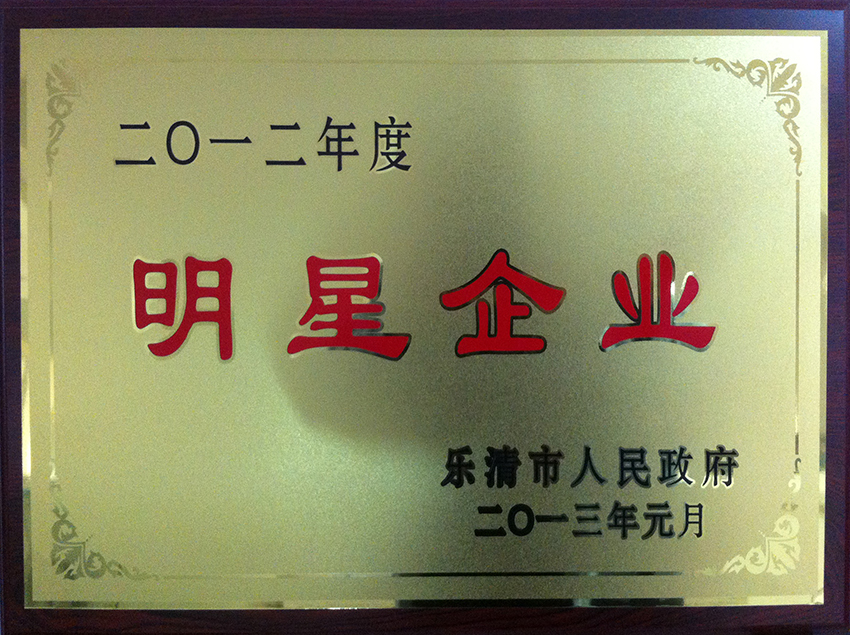 二〇一二年度
明星企业
乐清市人民政府
二〇一三年元月